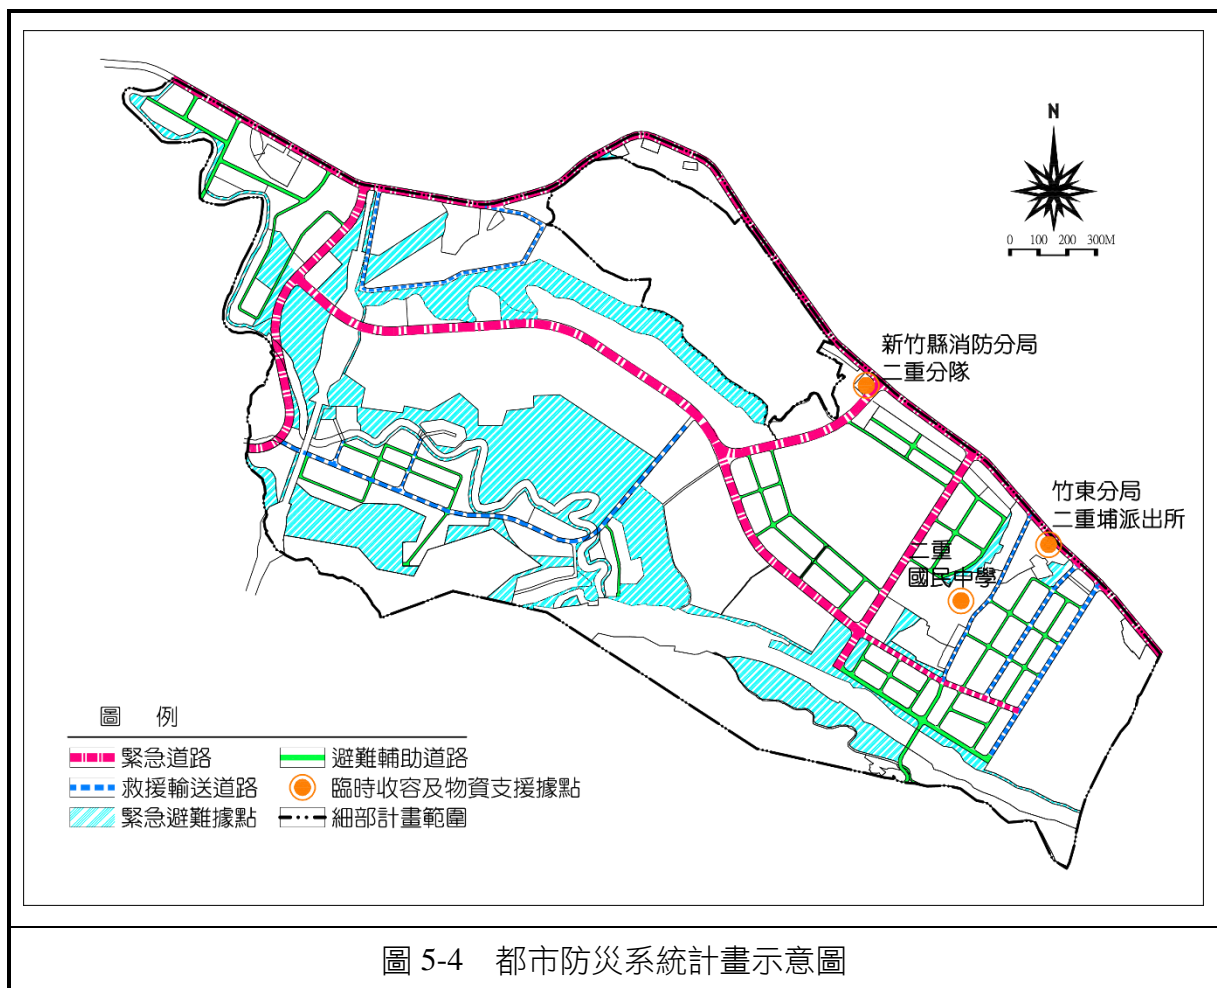 N
0 100 200 300M
新竹縣消防分局
二重分隊
竹東分局
二重埔派出所
二重
國民中學
圖 例
緊急道路
避難輔助道路
救援輸送道路
臨時收容及物資支援據點
緊急避難據點
細部計畫範圍
圖 5-4 都市防災系統計畫示意圖